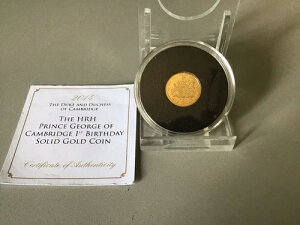 2014
The Duke and Duchess
of Cambridge
The HRH
Prince George of
Cambridge 1st Birthday
Solid Gold Coin
Certificate of Authenticity